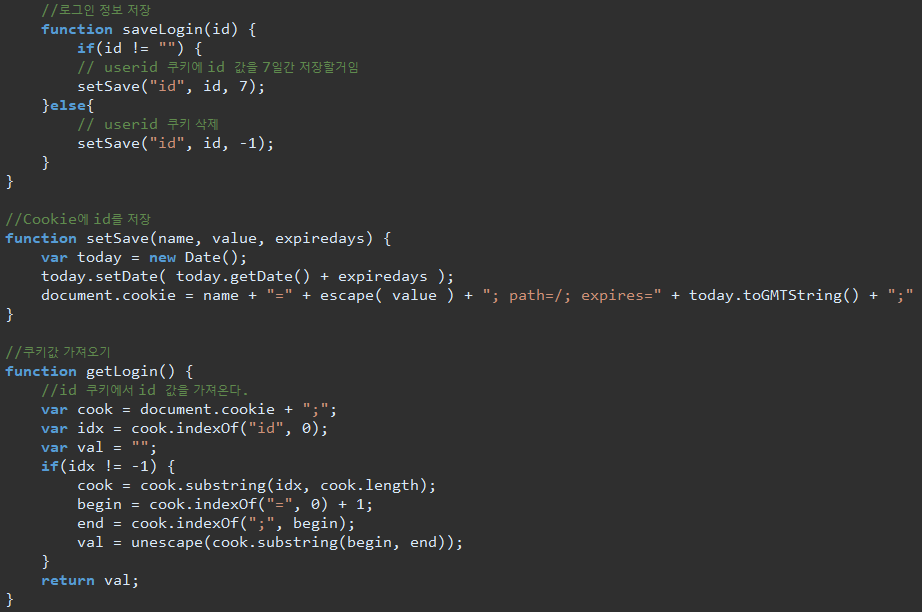 //로그인 정보 저장
    function saveLogin(id) {
        if(id != "") {
        // userid 쿠키에 id 값을 7일간 저장할거임
        setSave("id", id, 7);
    }else{
        // userid 쿠키 삭제
        setSave("id", id, -1);
    }
}

//Cookie에 id를 저장
function setSave(name, value, expiredays) {
    var today = new Date();
    today.setDate( today.getDate() + expiredays );
    document.cookie = name + "=" + escape( value ) + "; path=/; expires=" + today.toGMTString() + ";"
}

//쿠키값 가져오기
function getLogin() {
    //id 쿠키에서 id 값을 가져온다.
    var cook = document.cookie + ";";
    var idx = cook.indexOf("id", 0);
    var val = "";
    if(idx != -1) {
        cook = cook.substring(idx, cook.length);
        begin = cook.indexOf("=", 0) + 1;
        end = cook.indexOf(";", begin);
        val = unescape(cook.substring(begin, end));
    }
    return val;
}